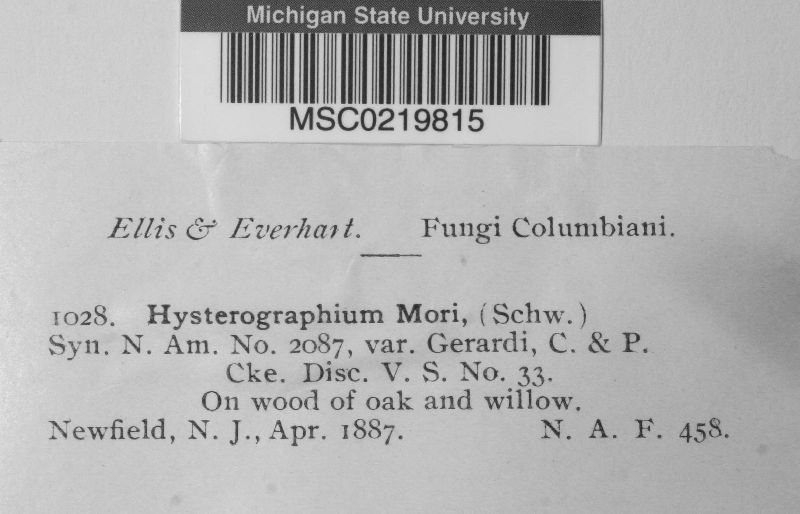 Michigan State University
MSC0219815
Ellis & Everhart. Fungi Columbiani.
1028. Hysterographium Mori, (Schw.)
Syn. N. Am. No. 2087, var. Gerardi, C. & P.
Cke. Disc. V. S. No. 33.
On wood of oak and willow.
Newfield, N. J., Apr. 1887. N. A. F. 458.